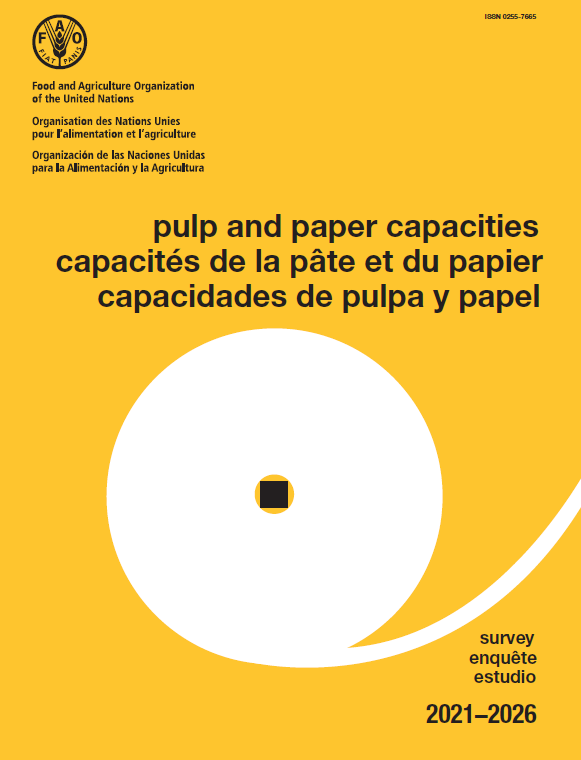 ISSN 0255-7665
F A O
FIAT PANIS
Food and Agriculture Organization
of the United Nations
Organisation des Nations Unies
pour l'alimentation et l'agriculture
Organización de las Naciones Unidas
para la Alimentación y la Agricultura
pulp and paper capacities
capacités de la pâte et du papier
capacidades de pulpa y papel
survey
enquête
estudio
2021–2026